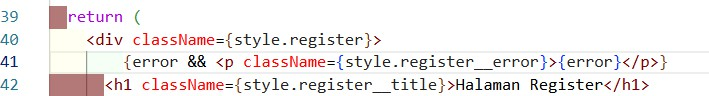 39 return (
40 <div className={style.register}>
41 {error && <p className={style.register__error}>{error}</p>}
42 <h1 className={style.register__title}>Halaman Register</h1>